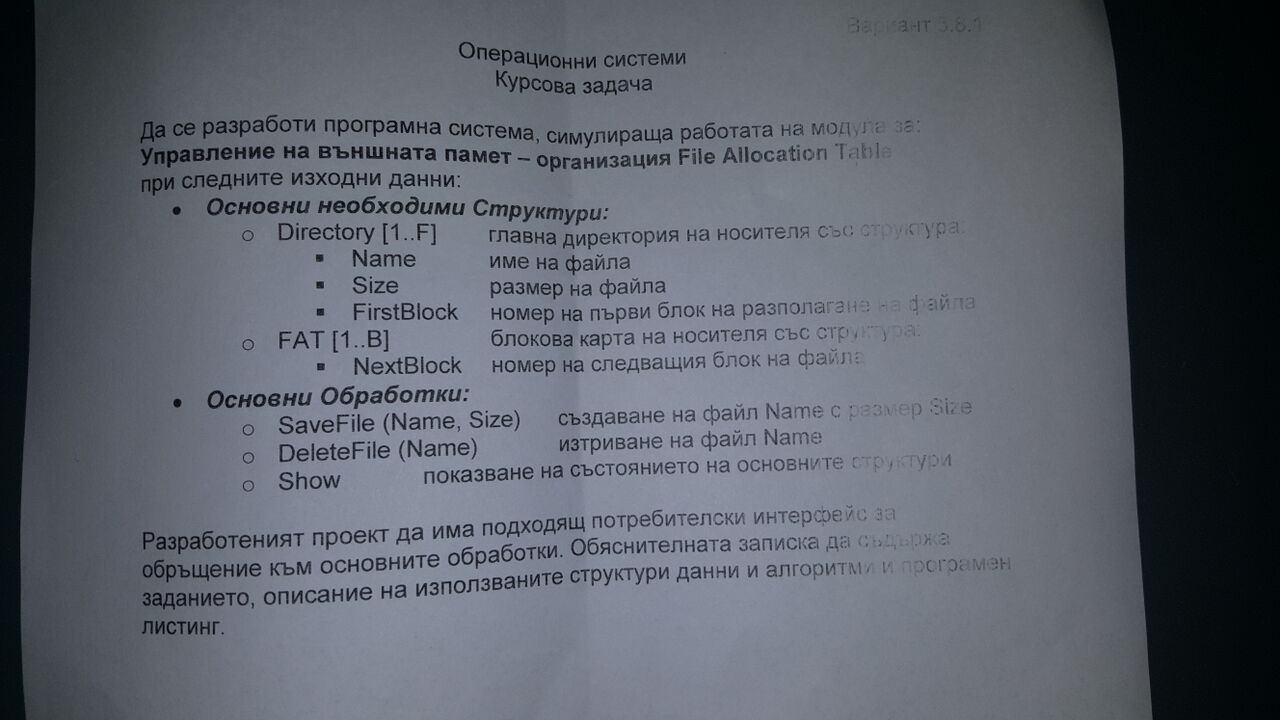 Вариант 3.8.1
Операционни системи
Курсова задача
Да се разработи програмна система, симулираща работата на модула за:
Управление на външната памет – организация File Allocation Table
при следните изходни данни:
• Основни необходими Структури:
o Directory [1..F] главна директория на носителя със структура:
▪ Name име на файла
▪ Size размер на файла
▪ FirstBlock номер на първи блок на разполагане на файла
o FAT [1..B] блокова карта на носителя със структура:
▪ NextBlock номер на следващия блок на файла
• Основни Обработки:
o SaveFile (Name, Size) създаване на файл Name с размер Size
o DeleteFile (Name) изтриване на файл Name
o Show показване на състоянието на основните структури
Разработеният проект да има подходящ потребителски интерфейс за
обръщение към основните обработки. Обяснителната записка да съдържа
заданието, описание на използваните структури данни и алгоритми и програмен
листинг.